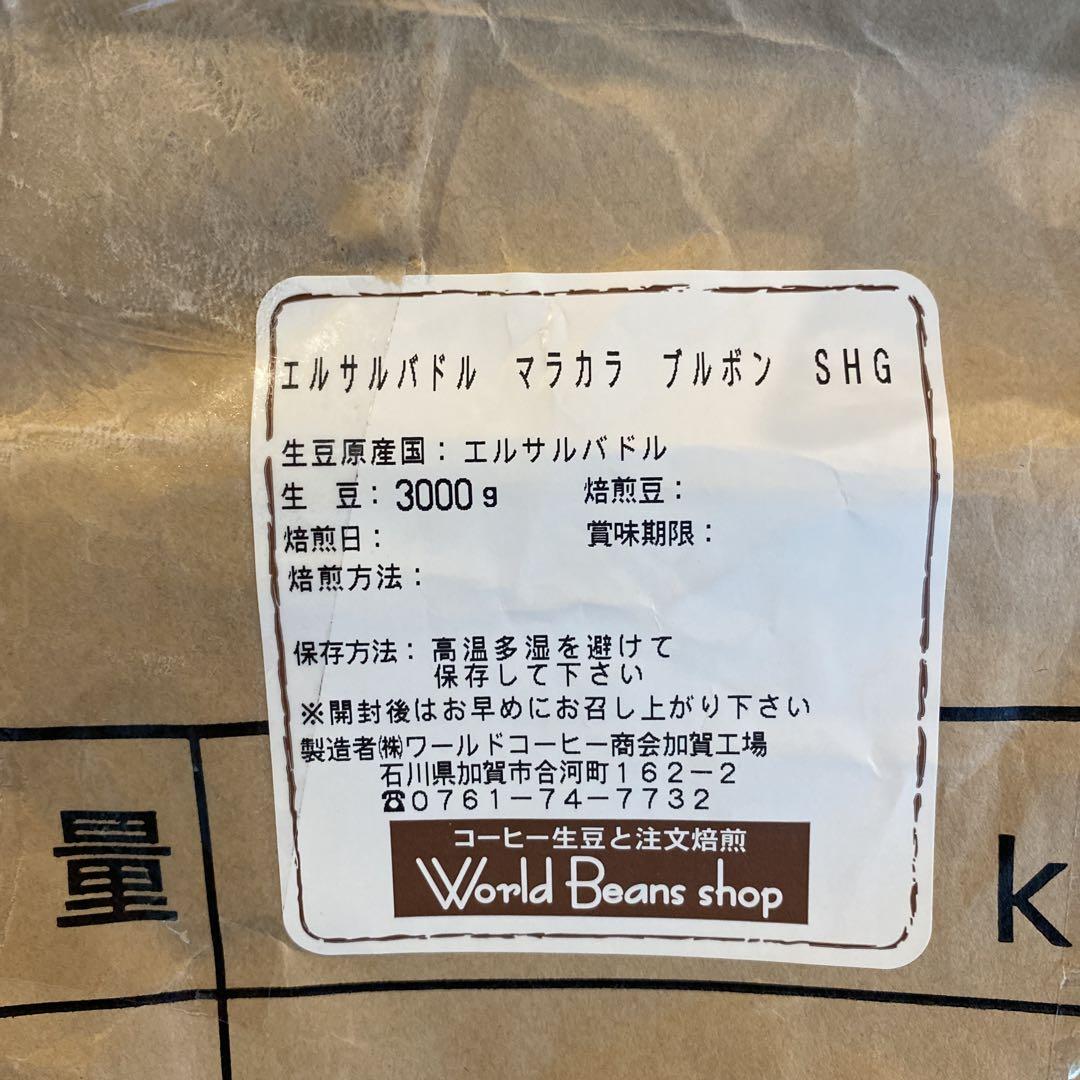 エルサルバドル　マラカラ　ブルボン　ＳＨＧ
生豆原産国：エルサルバドル
生　豆：3000ｇ　　焙煎豆：
焙煎日：　　賞味期限：
焙煎方法：
保存方法：高温多湿を避けて
保存して下さい
※開封後はお早めにお召し上がり下さい
製造者㈱ワールドコーヒー商会加賀工場
石川県加賀市合河町１６２－２
☎０７６１－７４－７７３２
コーヒー生豆と注文焙煎
World Beans shop
量
k